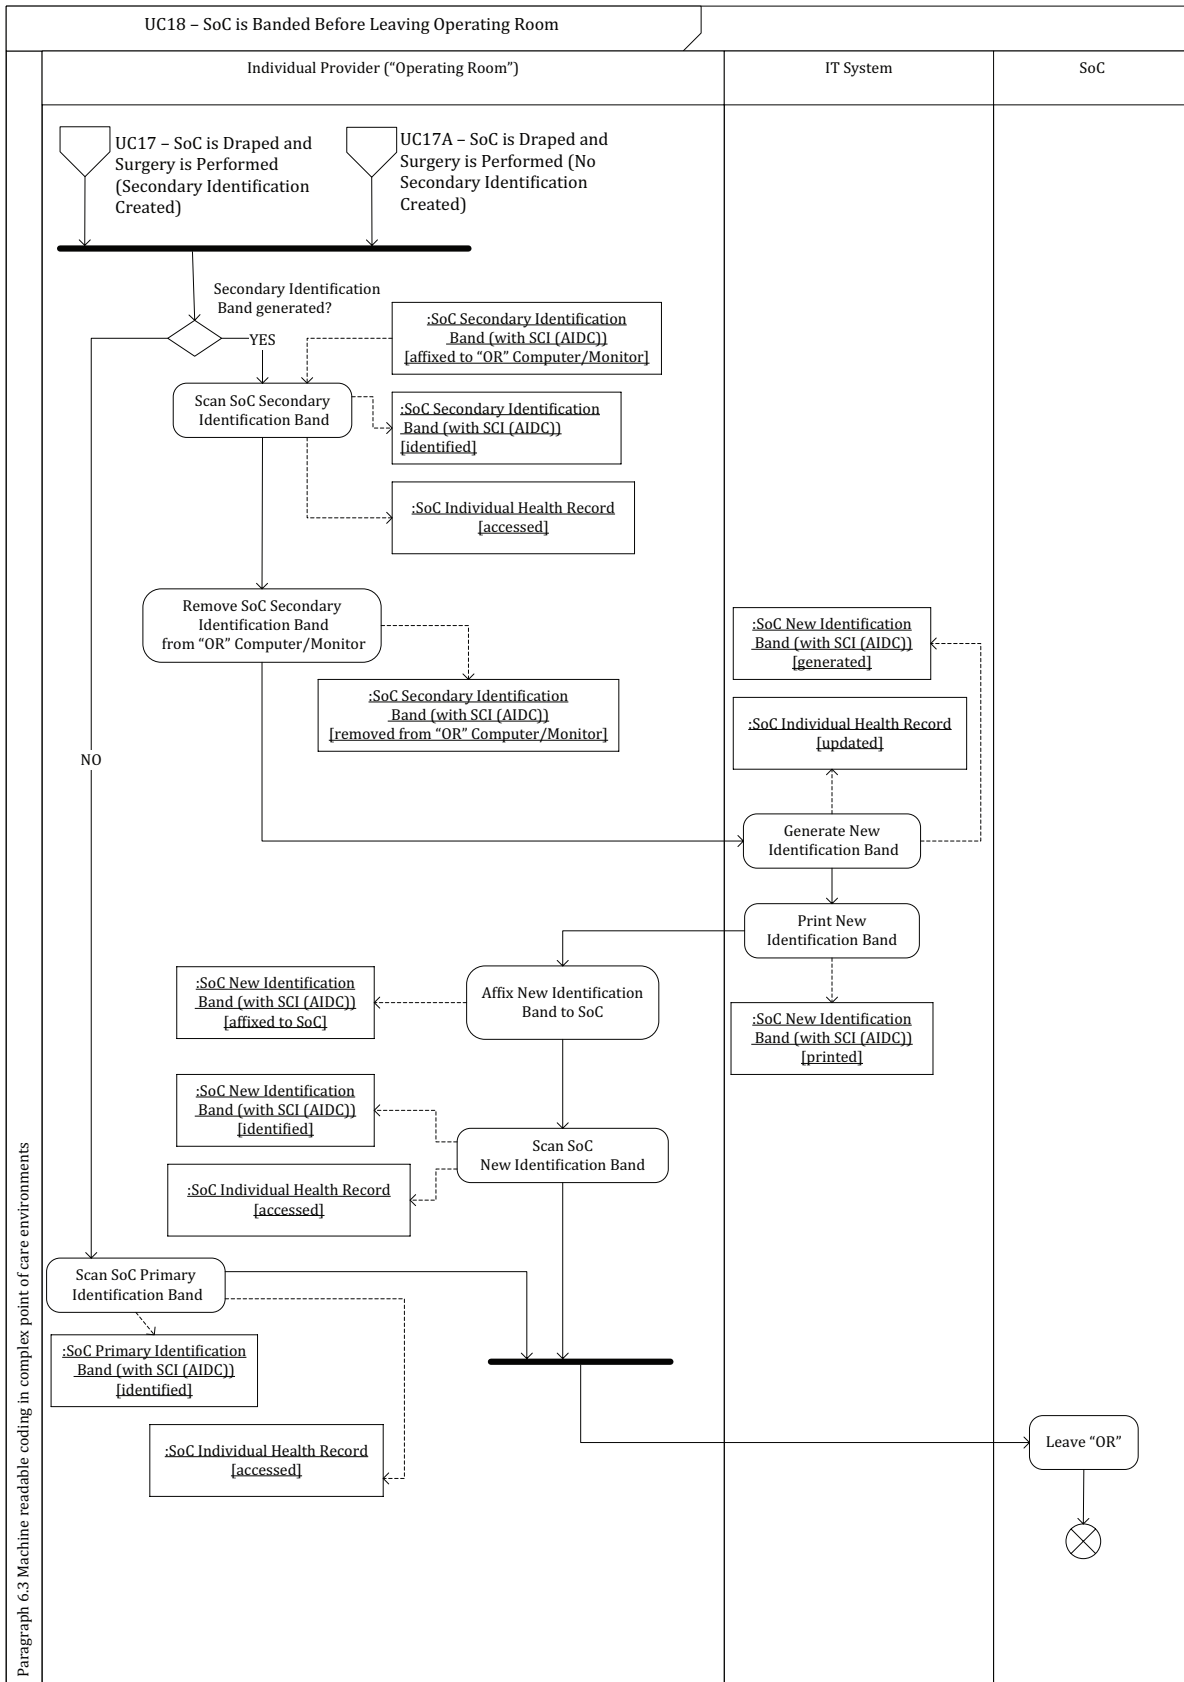 UC18 – SoC is Banded Before Leaving Operating Room
Individual Provider (“Operating Room”)
IT System
SoC
UC17 – SoC is Draped and
Surgery is Performed
(Secondary Identification
Created)
UC17A – SoC is Draped and
Surgery is Performed (No
Secondary Identification
Created)
Secondary Identification
Band generated?
YES
:SoC Secondary Identification
Band (with SCI (AIDC))
[affixed to “OR” Computer/Monitor]
Scan SoC Secondary
Identification Band
:SoC Secondary Identification
Band (with SCI (AIDC))
[identified]
:SoC Individual Health Record
[accessed]
Remove SoC Secondary
Identification Band
from “OR” Computer/Monitor
:SoC New Identification
Band (with SCI (AIDC))
[generated]
:SoC Secondary Identification
Band (with SCI (AIDC))
[removed from “OR” Computer/Monitor]
:SoC Individual Health Record
[updated]
NO
Generate New
Identification Band
Print New
Identification Band
:SoC New Identification
Band (with SCI (AIDC))
[affixed to SoC]
Affix New Identification
Band to SoC
:SoC New Identification
Band (with SCI (AIDC))
[printed]
:SoC New Identification
Band (with SCI (AIDC))
[identified]
Scan SoC
New Identification Band
:SoC Individual Health Record
[accessed]
Scan SoC Primary
Identification Band
:SoC Primary Identification
Band (with SCI (AIDC))
[identified]
:SoC Individual Health Record
[accessed]
Leave “OR”
Paragraph 6.3 Machine readable coding in complex point of care environments